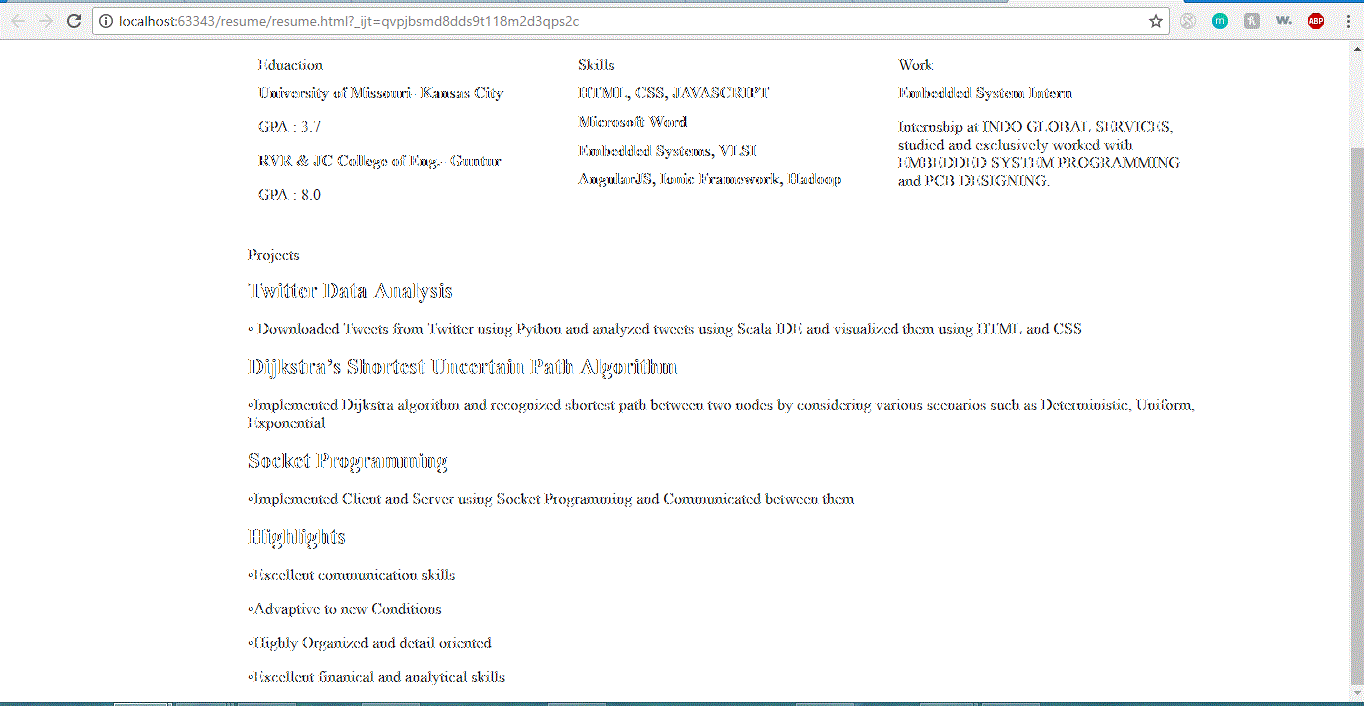 localhost:63343/resume/resume.html?_ijt=qvpjbsmd8dds9t118m2d3qps2c
m
W.
ABP
Eduaction
University of Missouri- Kansas City
GPA : 3.7
RVR & JC College of Eng.- Guntur
GPA : 8.0
Skills
HTML, CSS, JAVASCRIPT
Microsoft Word
Embedded Systems, VLSI
AngularJS, Ionic Framework, Hadoop
Work
Embedded System Intern
Internship at INDO GLOBAL SERVICES,
studied and exclusively worked with
EMBEDDED SYSTEM PROGRAMMING
and PCB DESIGNING.
Projects
Twitter Data Analysis
◦ Downloaded Tweets from Twitter using Python and analyzed tweets using Scala IDE and visualized them using HTML and CSS
Dijkstra’s Shortest Uncertain Path Algorithm
◦Implemented Dijkstra algorithm and recognized shortest path between two nodes by considering various scenarios such as Deterministic, Uniform,
Exponential
Socket Programming
◦Implemented Client and Server using Socket Programming and Communicated between them
Highlights
◦Excellent communication skills
◦Advaptive to new Conditions
◦Highly Organized and detail oriented
◦Excellent finanical and analytical skills